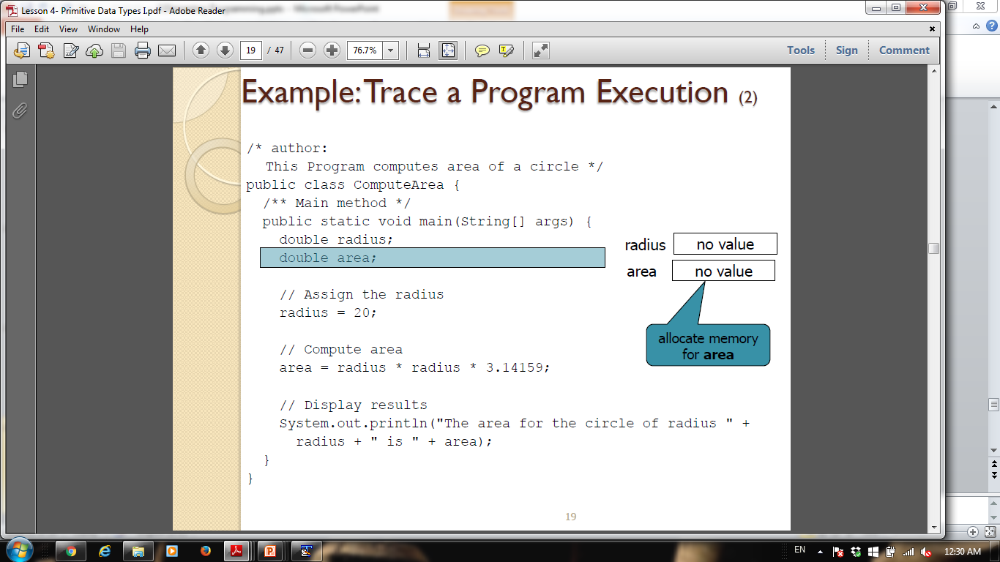 Lesson 4- Primitive Data Types I.pdf - Adobe Reader
File Edit View Window Help
19 / 47 76.7% Tools Sign Comment
Example: Trace a Program Execution (2)
/* author:
This Program computes area of a circle */
public class ComputeArea {
/** Main method */
public static void main(String[] args) {
double radius;
double area;
// Assign the radius
radius = 20;
// Compute area
area = radius * radius * 3.14159;
// Display results
System.out.println("The area for the circle of radius " +
radius + " is " + area);
}
}
radius no value
area no value
allocate memory
for area
19
EN 12:30 AM